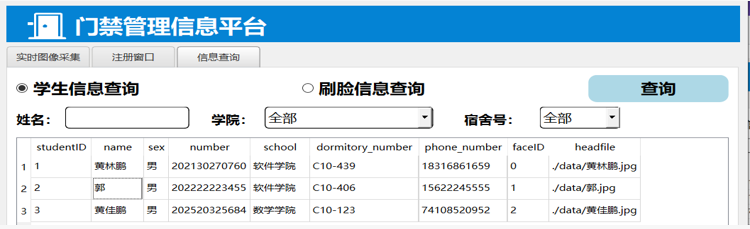 门禁管理信息平台
实时图像采集 注册窗口 信息查询
学生信息查询 刷脸信息查询 查询
姓名： 学院： 全部 宿舍号： 全部
studentID name sex number school dormitory_number phone_number faceID headfile
1 1 黄林鹏 男 202130270760 软件学院 C10-439 18316861659 0 ./data/黄林鹏.jpg
2 2 郭 男 202222223455 软件学院 C10-406 15622245555 1 ./data/郭.jpg
3 3 黄佳鹏 男 202520325684 数学学院 C10-123 74108520952 2 ./data/黄佳鹏.jpg